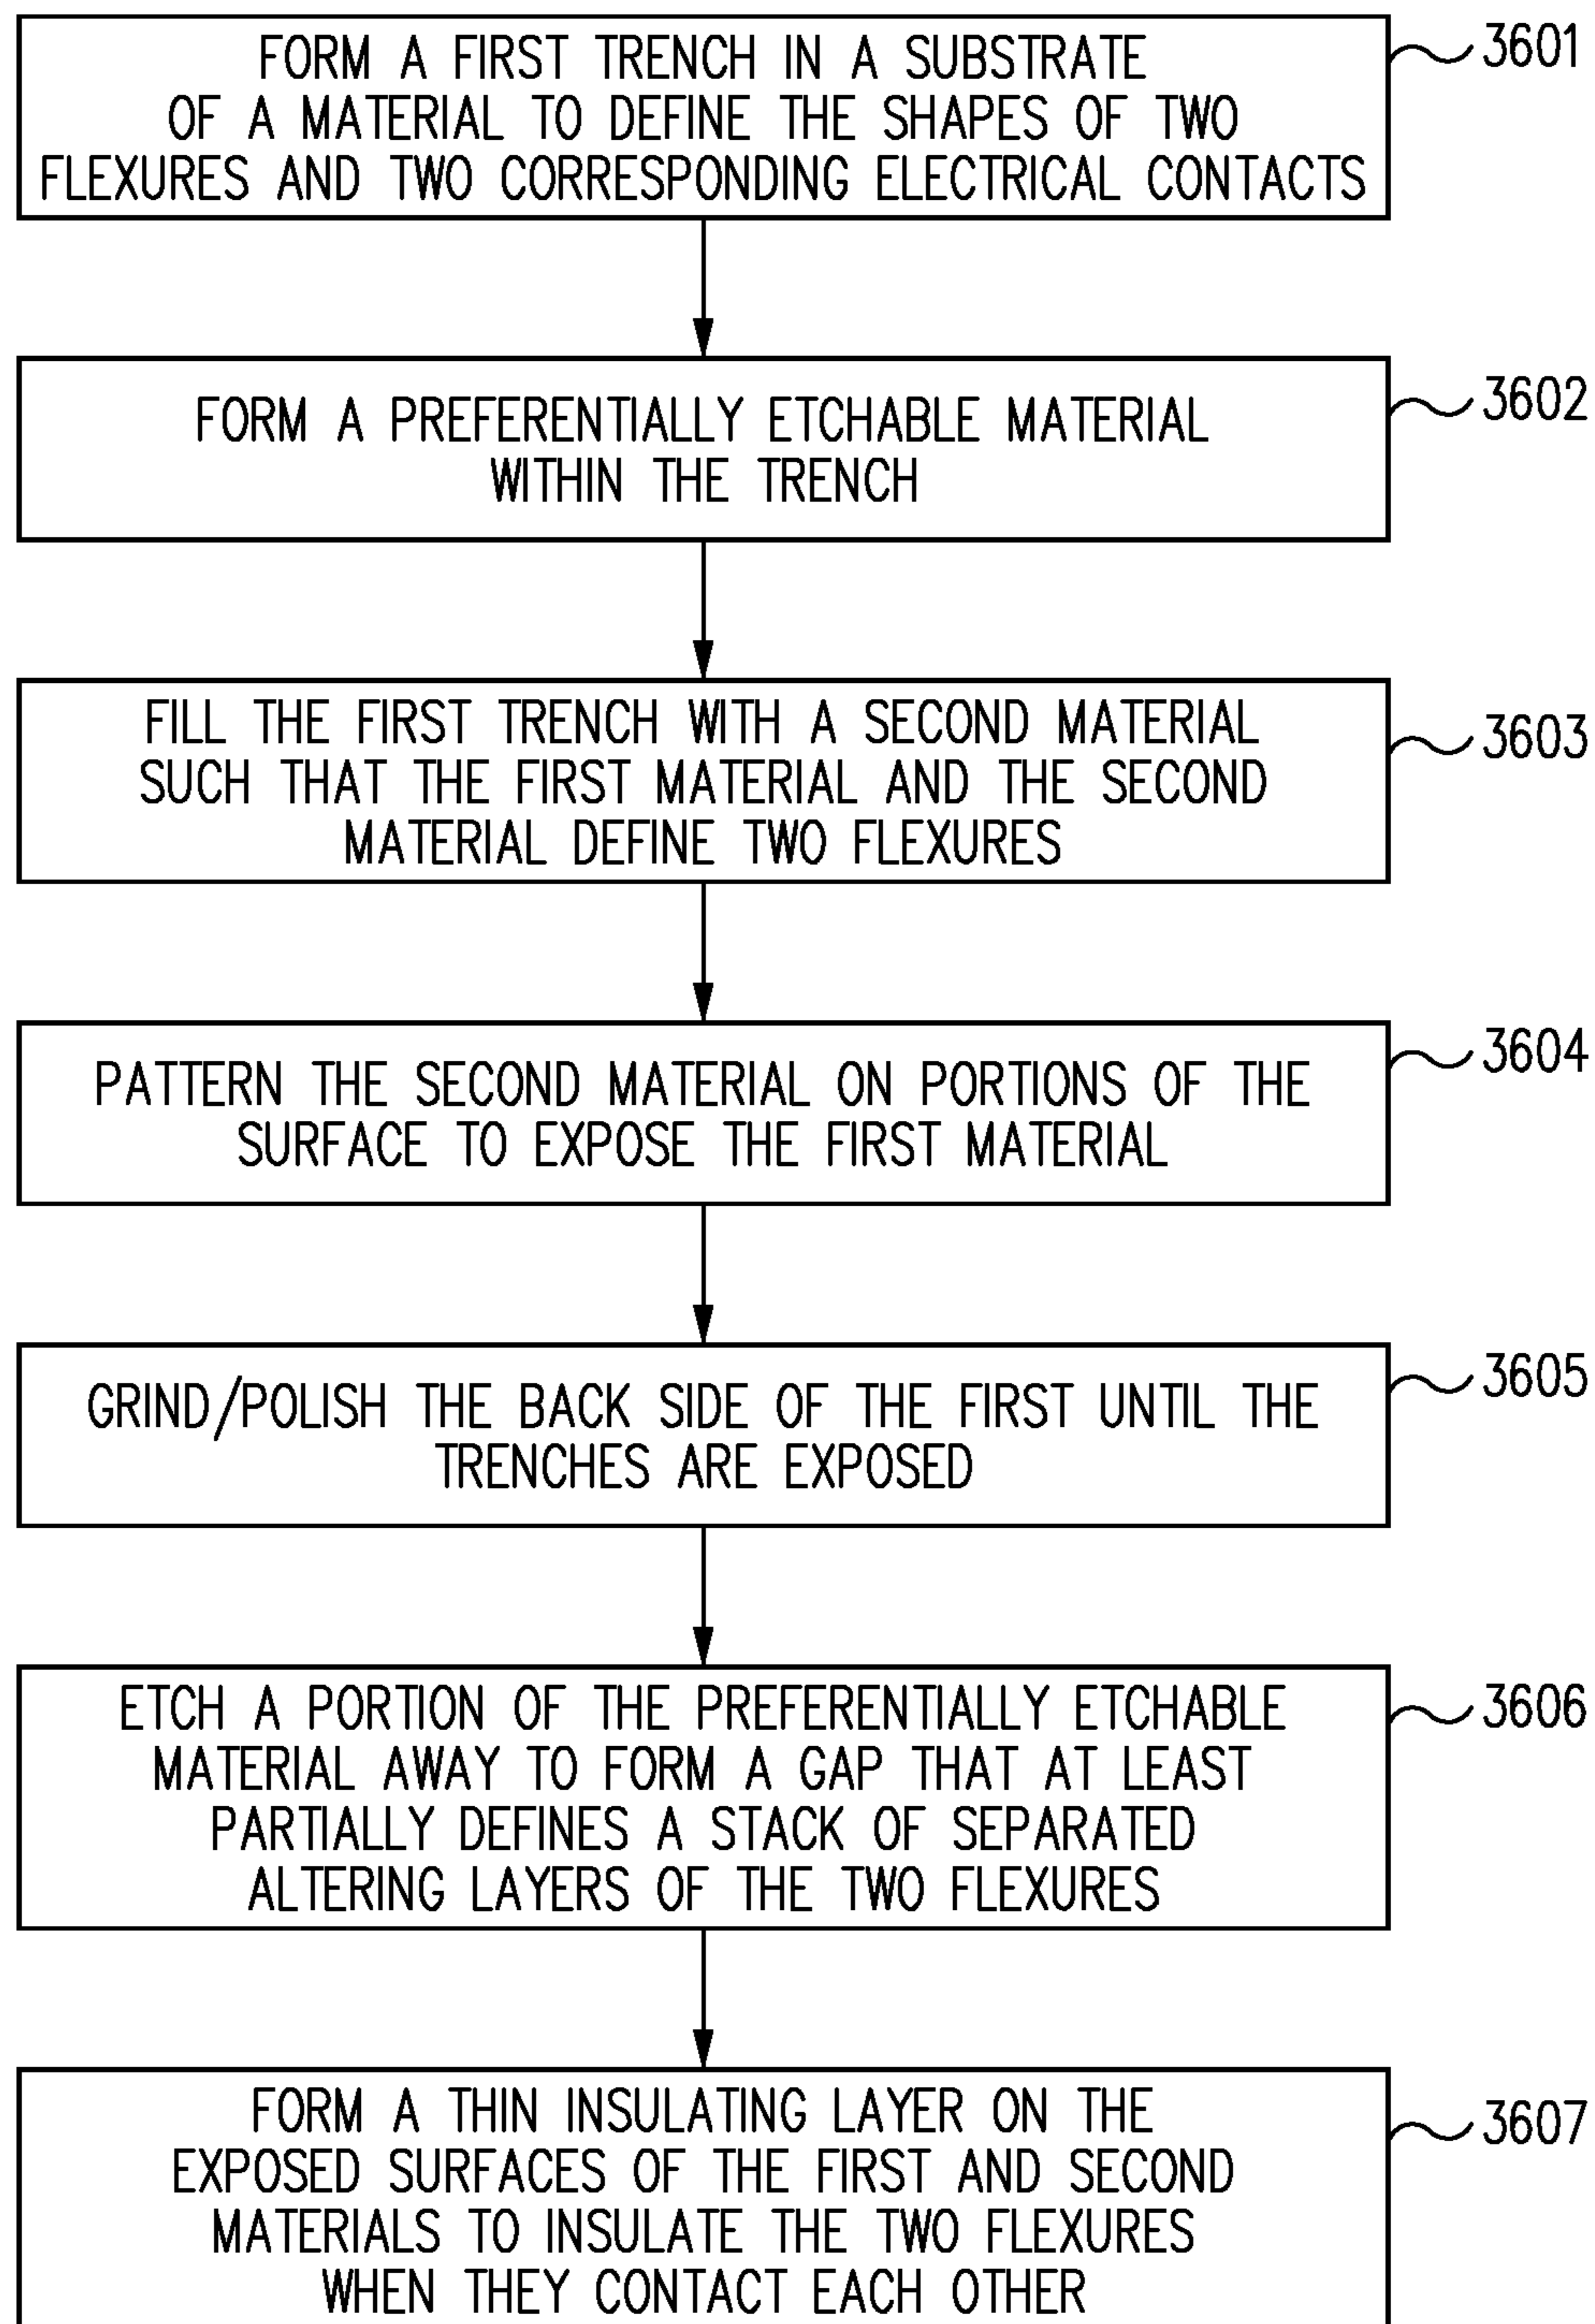 FORM A FIRST TRENCH IN A SUBSTRATE
OF A MATERIAL TO DEFINE THE SHAPES OF TWO
FLEXURES AND TWO CORRESPONDING ELECTRICAL CONTACTS
3601
FORM A PREFERENTIALLY ETCHABLE MATERIAL
WITHIN THE TRENCH
3602
FILL THE FIRST TRENCH WITH A SECOND MATERIAL
SUCH THAT THE FIRST MATERIAL AND THE SECOND
MATERIAL DEFINE TWO FLEXURES
3603
PATTERN THE SECOND MATERIAL ON PORTIONS OF THE
SURFACE TO EXPOSE THE FIRST MATERIAL
3604
GRIND/POLISH THE BACK SIDE OF THE FIRST UNTIL THE
TRENCHES ARE EXPOSED
3605
ETCH A PORTION OF THE PREFERENTIALLY ETCHABLE
MATERIAL AWAY TO FORM A GAP THAT AT LEAST
PARTIALLY DEFINES A STACK OF SEPARATED
ALTERING LAYERS OF THE TWO FLEXURES
3606
FORM A THIN INSULATING LAYER ON THE
EXPOSED SURFACES OF THE FIRST AND SECOND
MATERIALS TO INSULATE THE TWO FLEXURES
WHEN THEY CONTACT EACH OTHER
3607